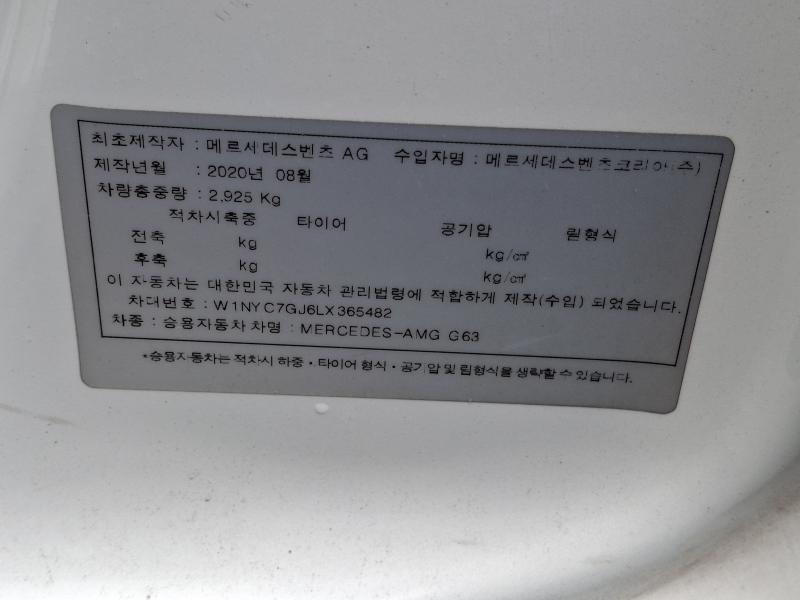 최초제작자 : 메르세데스벤츠 AG 수입자명 : 메르세데스벤츠코리아(주)
제작년월 : 2020년 08월
차량총중량 : 2,925 Kg
적차시축중 타이어 공기압 림형식
전축 kg kg/㎠
후축 kg kg/㎠
이 자동차는 대한민국 자동차 관리법령에 적합하게 제작(수입) 되었습니다.
차대번호 : W1NYC7GJ6LX365482
차종 : 승용자동차 차명 : MERCEDES-AMG G63
*승용자동차는 적차시 하중 · 타이어 형식 · 공기압 및 림형식을 생략할 수 있습니다.